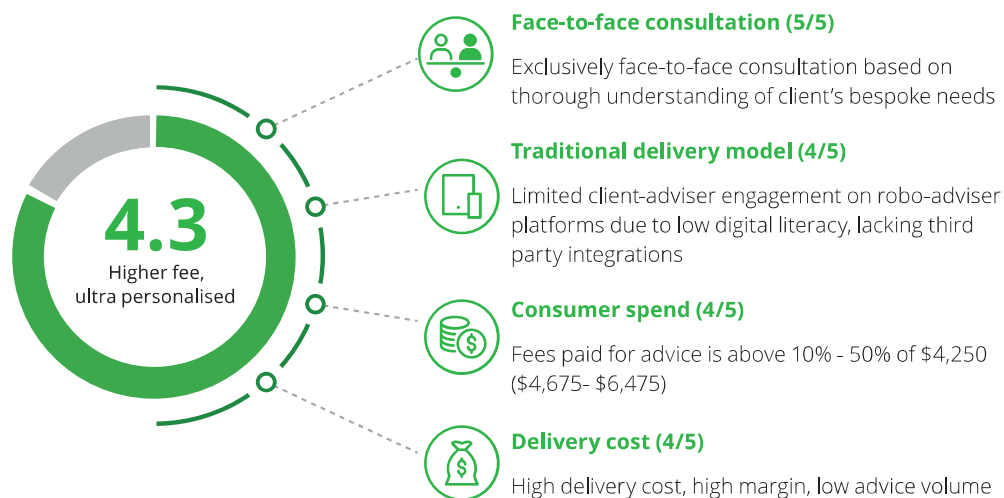 4.3
Higher fee,
ultra personalised
Face-to-face consultation (5/5)
Exclusively face-to-face consultation based on
thorough understanding of client's bespoke needs
Traditional delivery model (4/5)
Limited client-adviser engagement on robo-adviser
platforms due to low digital literacy, lacking third
party integrations
Consumer spend (4/5)
Fees paid for advice is above 10% - 50% of $4,250
($4,675- $6,475)
Delivery cost (4/5)
High delivery cost, high margin, low advice volume